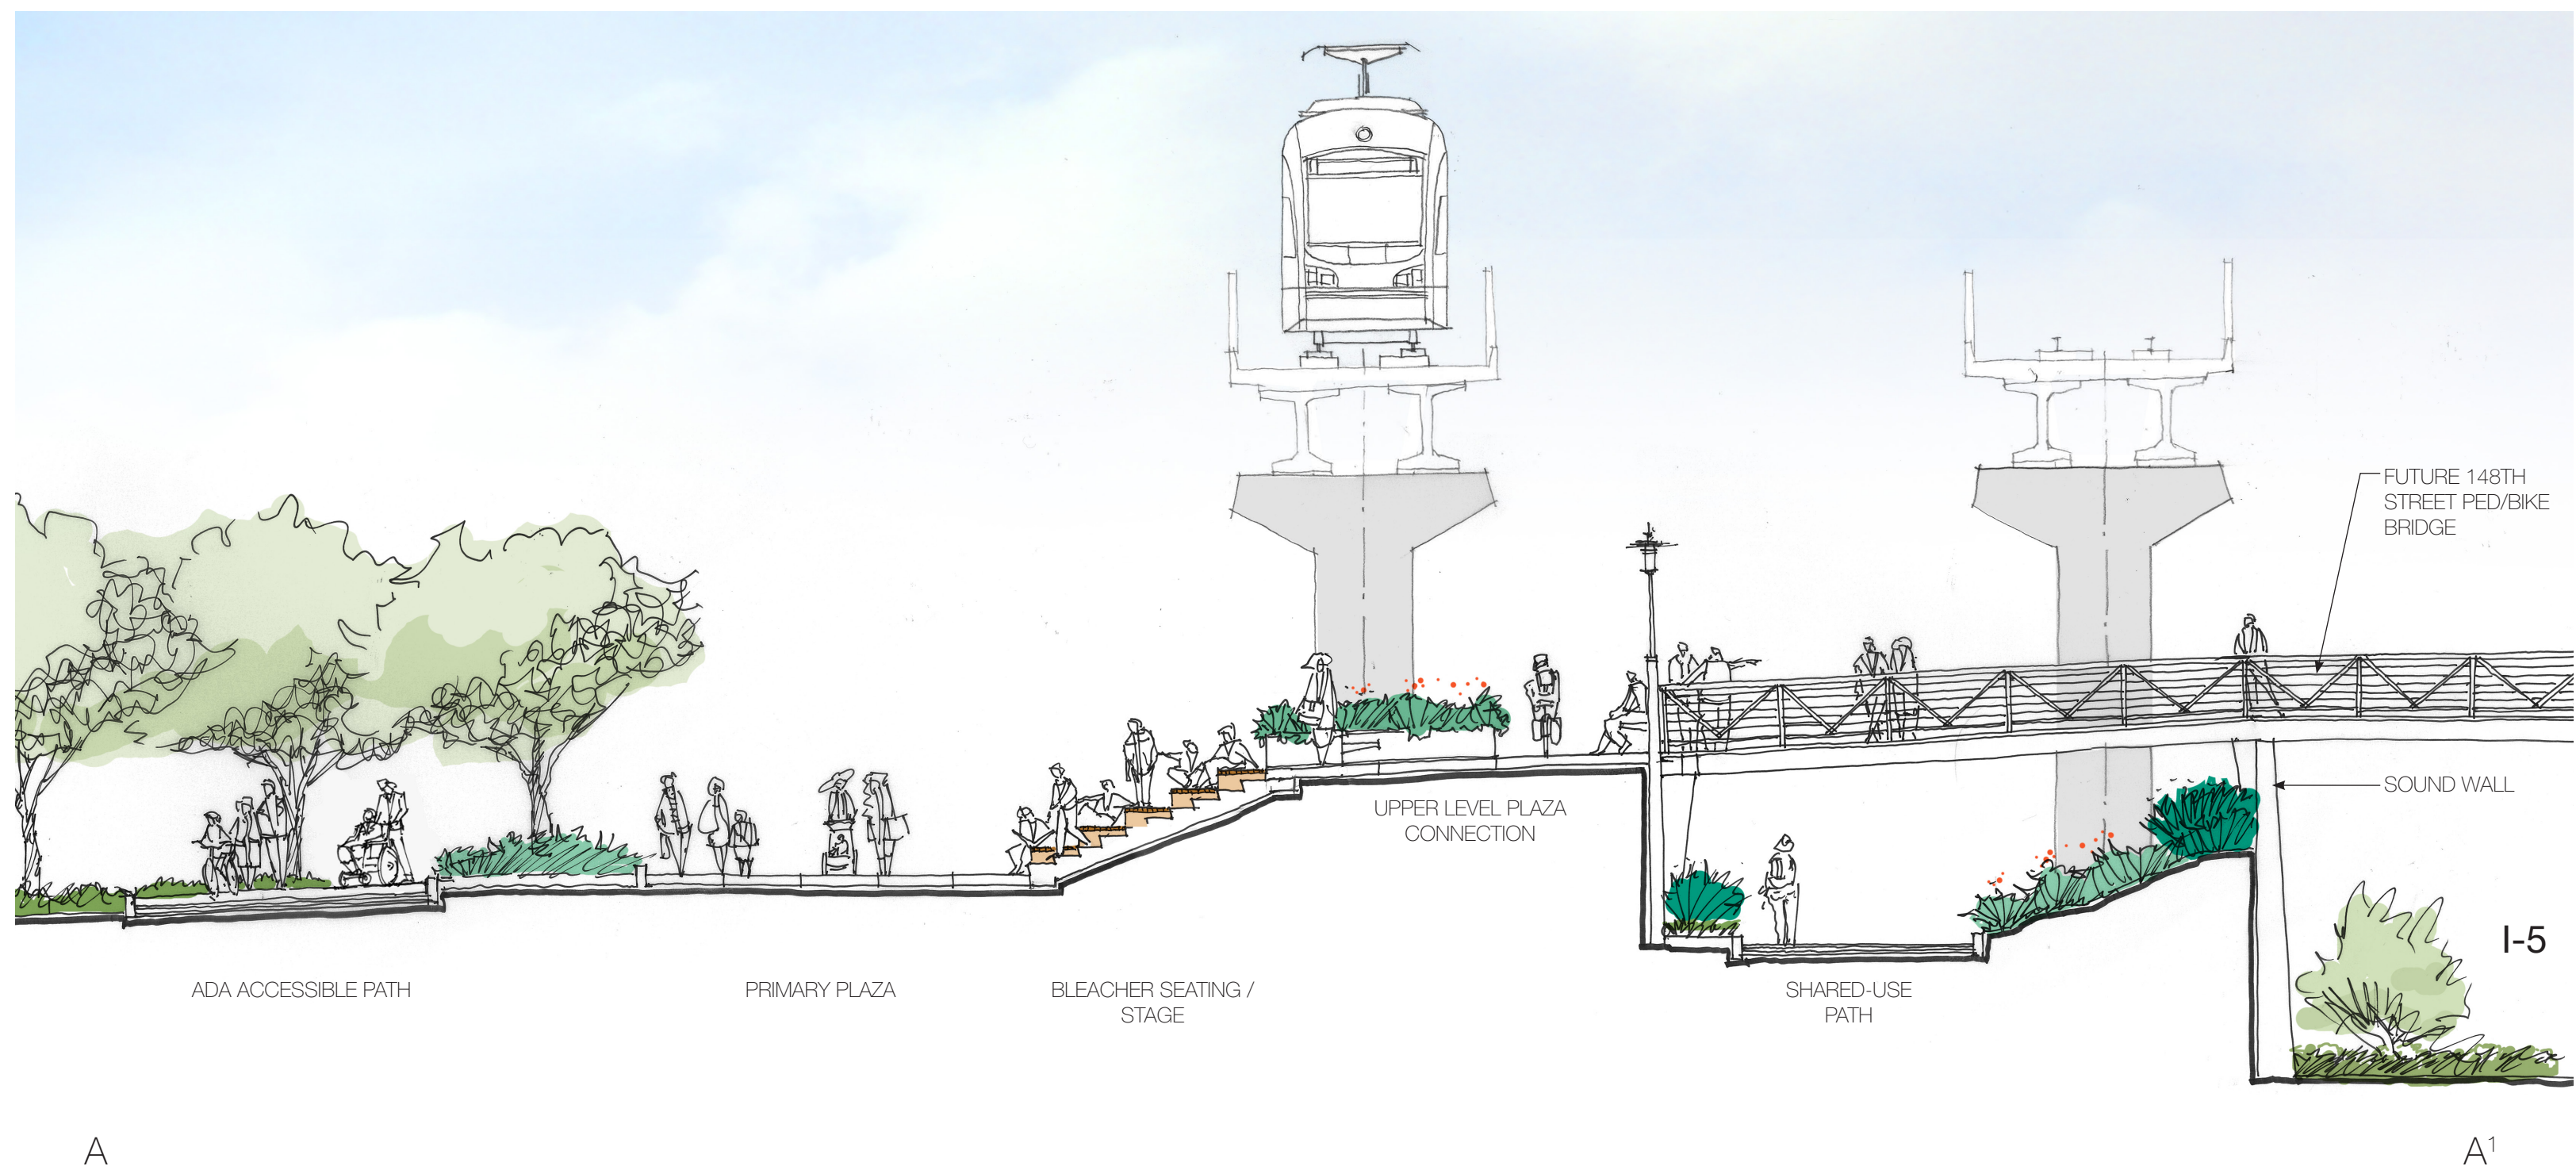 FUTURE 148TH
STREET PED/BIKE
BRIDGE
SOUND WALL
UPPER LEVEL PLAZA
CONNECTION
I-5
ADA ACCESSIBLE PATH
PRIMARY PLAZA
BLEACHER SEATING /
STAGE
SHARED-USE
PATH
A
A¹